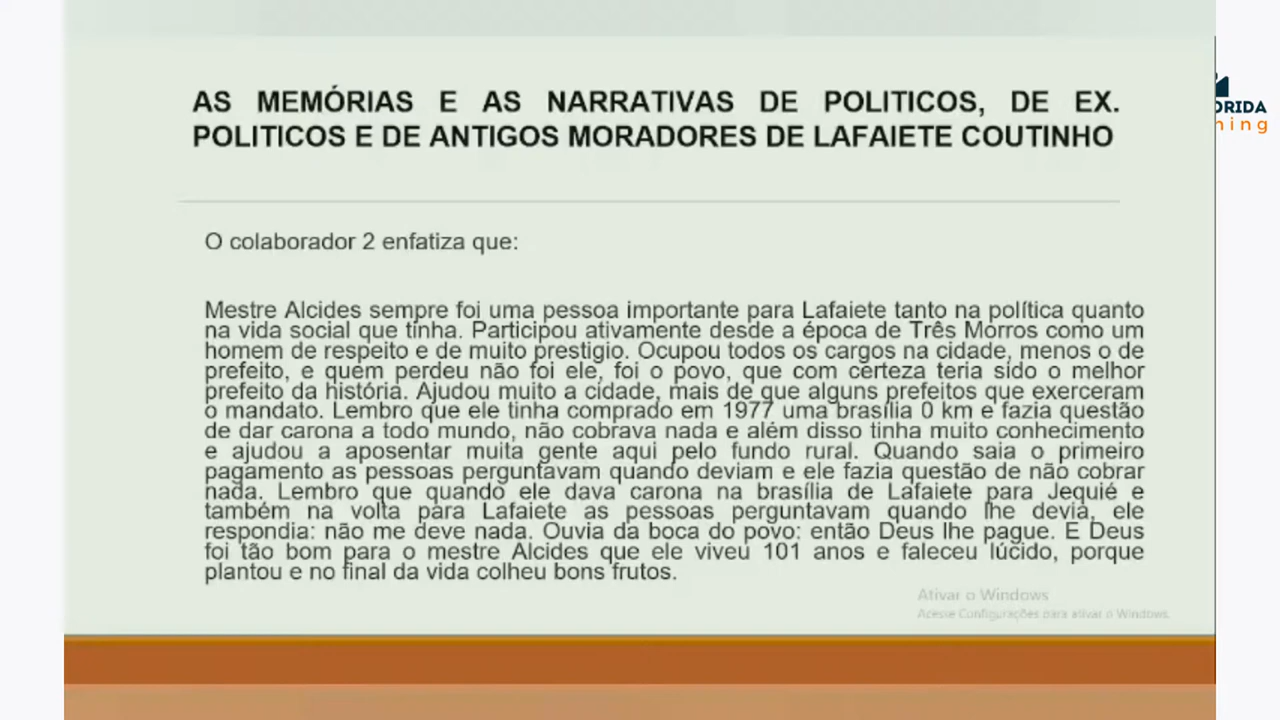 AS MEMÓRIAS E AS NARRATIVAS DE POLITICOS, DE EX.
POLITICOS E DE ANTIGOS MORADORES DE LAFAIETE COUTINHO
O colaborador 2 enfatiza que:
Mestre Alcides sempre foi uma pessoa importante para Lafaiete tanto na política quanto
na vida social que tinha. Participou ativamente desde a época de Três Morros como um
homem de respeito e de muito prestigio. Ocupou todos os cargos na cidade, menos o de
prefeito, e quem perdeu não foi ele, foi o povo, que com certeza teria sido o melhor
prefeito da história. Ajudou muito a cidade, mais de que alguns prefeitos que exerceram
o mandato. Lembro que ele tinha comprado em 1977 uma brasília 0 km e fazia questão
de dar carona a todo mundo, não cobrava nada e além disso tinha muito conhecimento
e ajudou a aposentar muita gente aqui pelo fundo rural. Quando saia o primeiro
pagamento as pessoas perguntavam quando deviam e ele fazia questão de não cobrar
nada. Lembro que quando ele dava carona na brasília de Lafaiete para Jequié e
também na volta para Lafaiete as pessoas perguntavam quando lhe devia, ele
respondia: não me deve nada. Ouvia da boca do povo: então Deus lhe pague. E Deus
foi tão bom para o mestre Alcides que ele viveu 101 anos e faleceu lúcido, porque
plantou e no final da vida colheu bons frutos.
Ativar o Windows
Acesse Configurações para ativar o Windows.
ORIDA
ning